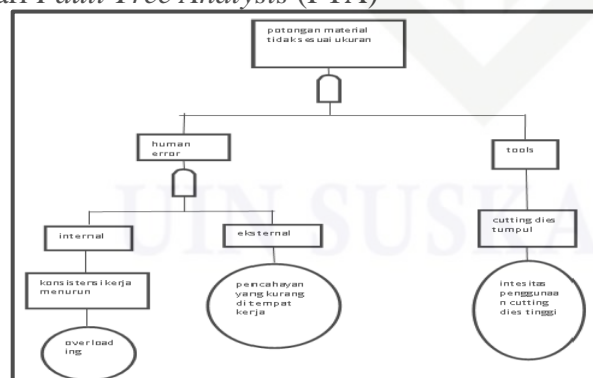 an Fault Tree Analysis (FTA)
potongan material
tidak sesuai ukuran
human
error
tools
internal
eksternal
cutting dies
tumpul
konsistensi kerja
menurun
pencahayan
yang kurang
di tempat
kerja
intesitas
penggunaa
n cutting
dies tinggi
overload
ing
UIN SUSKA